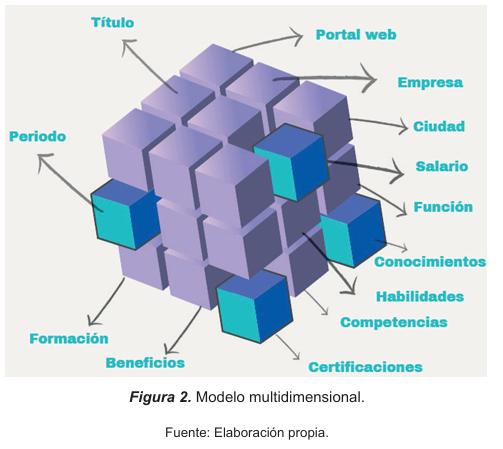 Título
Portal web
Empresa
Ciudad
Periodo
Salario
Función
Conocimientos
Habilidades
Competencias
Formación
Beneficios
Certificaciones
Figura 2. Modelo multidimensional.
Fuente: Elaboración propia.